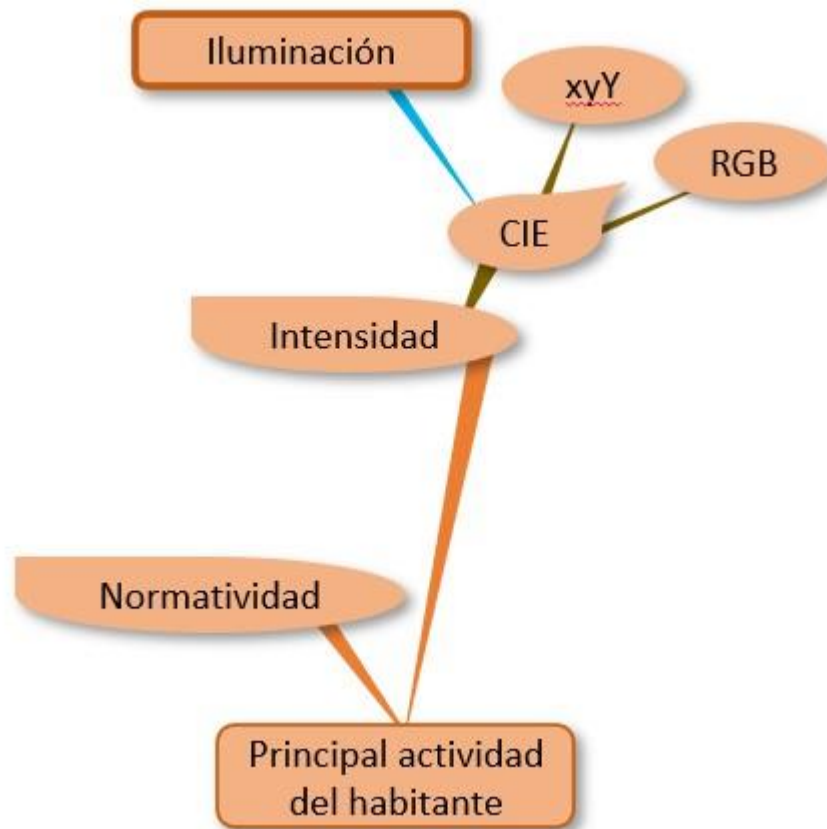 Iluminación
xyY
RGB
CIE
Intensidad
Normatividad
Principal actividad
del habitante